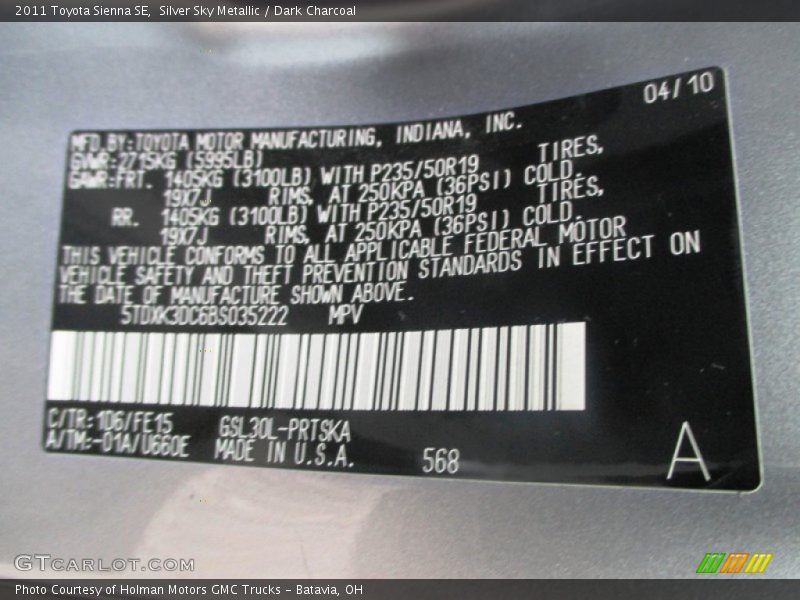 2011 Toyota Sienna SE,  Silver Sky Metallic / Dark Charcoal
04/10
MFD.BY:TOYOTA MOTOR MANUFACTURING, INDIANA, INC.
GVWR:2715KG (5995LB)
GAWR:FRT. 1405KG (3100LB) WITH P235/50R19 TIRES,
19X7J RIMS, AT 250KPA (36PSI) COLD.
RR. 1405KG (3100LB) WITH P235/50R19 TIRES,
19X7J RIMS, AT 250KPA (36PSI) COLD.
THIS VEHICLE CONFORMS TO ALL APPLICABLE FEDERAL MOTOR
VEHICLE SAFETY AND THEFT PREVENTION STANDARDS IN EFFECT ON
THE DATE OF MANUFACTURE SHOWN ABOVE.
5TDXK3DC6BS035222 MPV
C/TR:1D6/FE15 GSL30L-PRTSKA
A/TM:-01A/U660E MADE IN U.S.A. 568 A
GTCARLOT.COM
Photo Courtesy of Holman Motors GMC Trucks - Batavia, OH